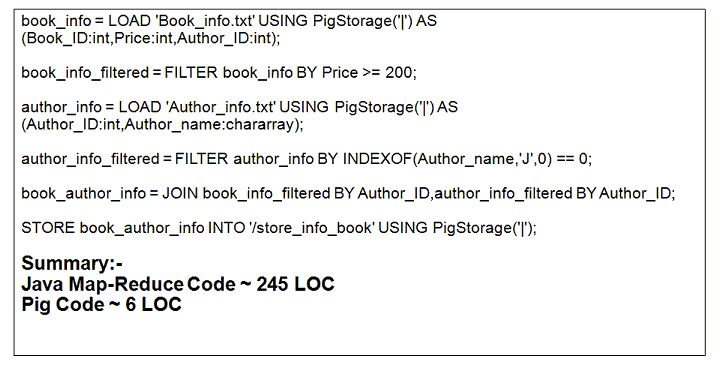 book_info = LOAD 'Book_info.txt' USING PigStorage('|') AS
(Book_ID:int,Price:int,Author_ID:int);
book_info_filtered = FILTER book_info BY Price >= 200;
author_info = LOAD 'Author_info.txt' USING PigStorage('|') AS
(Author_ID:int,Author_name:chararray);
author_info_filtered = FILTER author_info BY INDEXOF(Author_name,'J',0) == 0;
book_author_info = JOIN book_info_filtered BY Author_ID,author_info_filtered BY Author_ID;
STORE book_author_info INTO '/store_info_book' USING PigStorage('|');
Summary:-
Java Map-Reduce Code ~ 245 LOC
Pig Code ~ 6 LOC